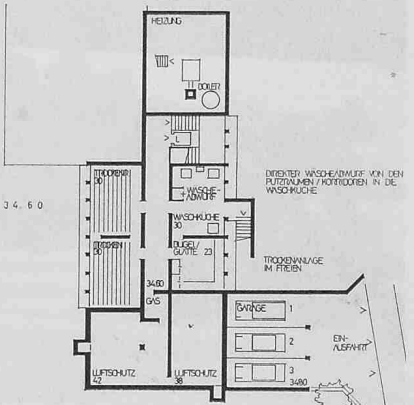 HEIZUNG
BOILER
L
TROCKEN
30
WÄSCHE-
ABWURF
DIREKTER WÄSCHEABWURF VON DEN
PUTZRÄUMEN / KORRIDOREN IN DIE
WASCHKÜCHE
34.60
WASCHKÜCHE
30
TROCKEN
30
BÜGEL/
GLÄTTE 23
TROCKENANLAGE
IM FREIEN
34.60
GAS
GARAGE
1
2
3
EIN-
AUSFAHRT
LUFTSCHUTZ
42
LUFTSCHUTZ
38
34.80